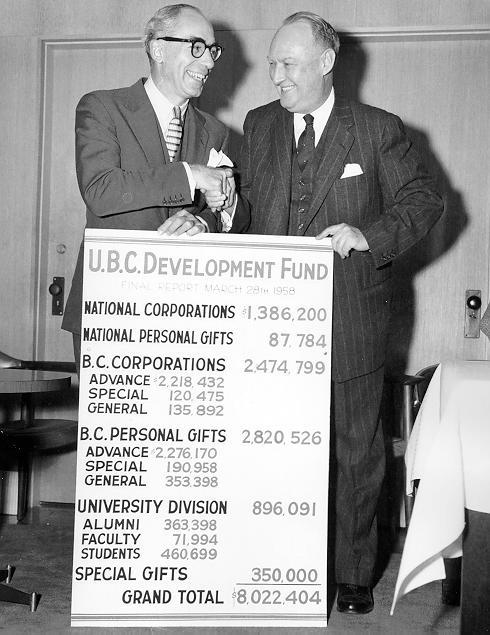 U.B.C. DEVELOPMENT FUND
FINAL REPORT MARCH 28TH 1958
NATIONAL CORPORATIONS $1,386,200
NATIONAL PERSONAL GIFTS 87,784
B.C. CORPORATIONS 2,474,799
ADVANCE $2,218,432
SPECIAL 120,475
GENERAL 135,892
B.C. PERSONAL GIFTS 2,820,526
ADVANCE $2,276,170
SPECIAL 190,958
GENERAL 353,398
UNIVERSITY DIVISION 896,091
ALUMNI 363,398
FACULTY 71,994
STUDENTS 460,699
SPECIAL GIFTS 350,000
GRAND TOTAL $8,022,404